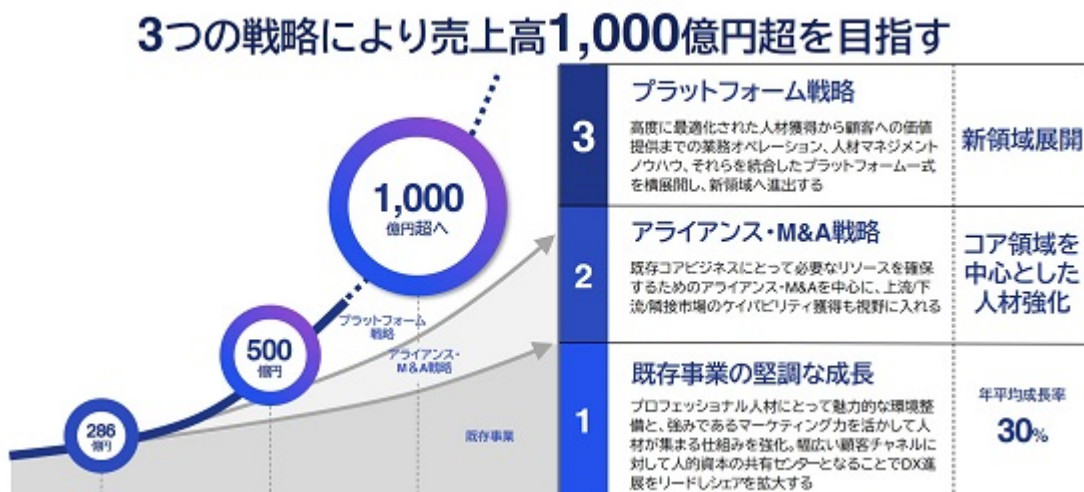 3つの戦略により売上高1,000億円超を目指す
1,000
億円超へ
500
億円
286
億円
プラットフォーム
戦略
アライアンス・
M&A戦略
既存事業
3
プラットフォーム戦略
高度に最適化された人材獲得から顧客への価値
提供までの業務オペレーション、人材マネジメント
ノウハウ、それらを統合したプラットフォーム一式
を横展開し、新領域へ進出する
新領域展開
2
アライアンス・M&A戦略
既存コアビジネスにとって必要なリソースを確保
するためのアライアンス・M&Aを中心に、上流/下
流/隣接市場のケイパビリティ獲得も視野に入れる
コア領域を
中心とした
人材強化
1
既存事業の堅調な成長
プロフェッショナル人材にとって魅力的な環境整
備と、強みであるマーケティング力を活かして人
材が集まる仕組みを強化。幅広い顧客チャネルに
対して人的資本の共有センターとなることでDX進
展をリードしシェアを拡大する
年平均成長率
30%